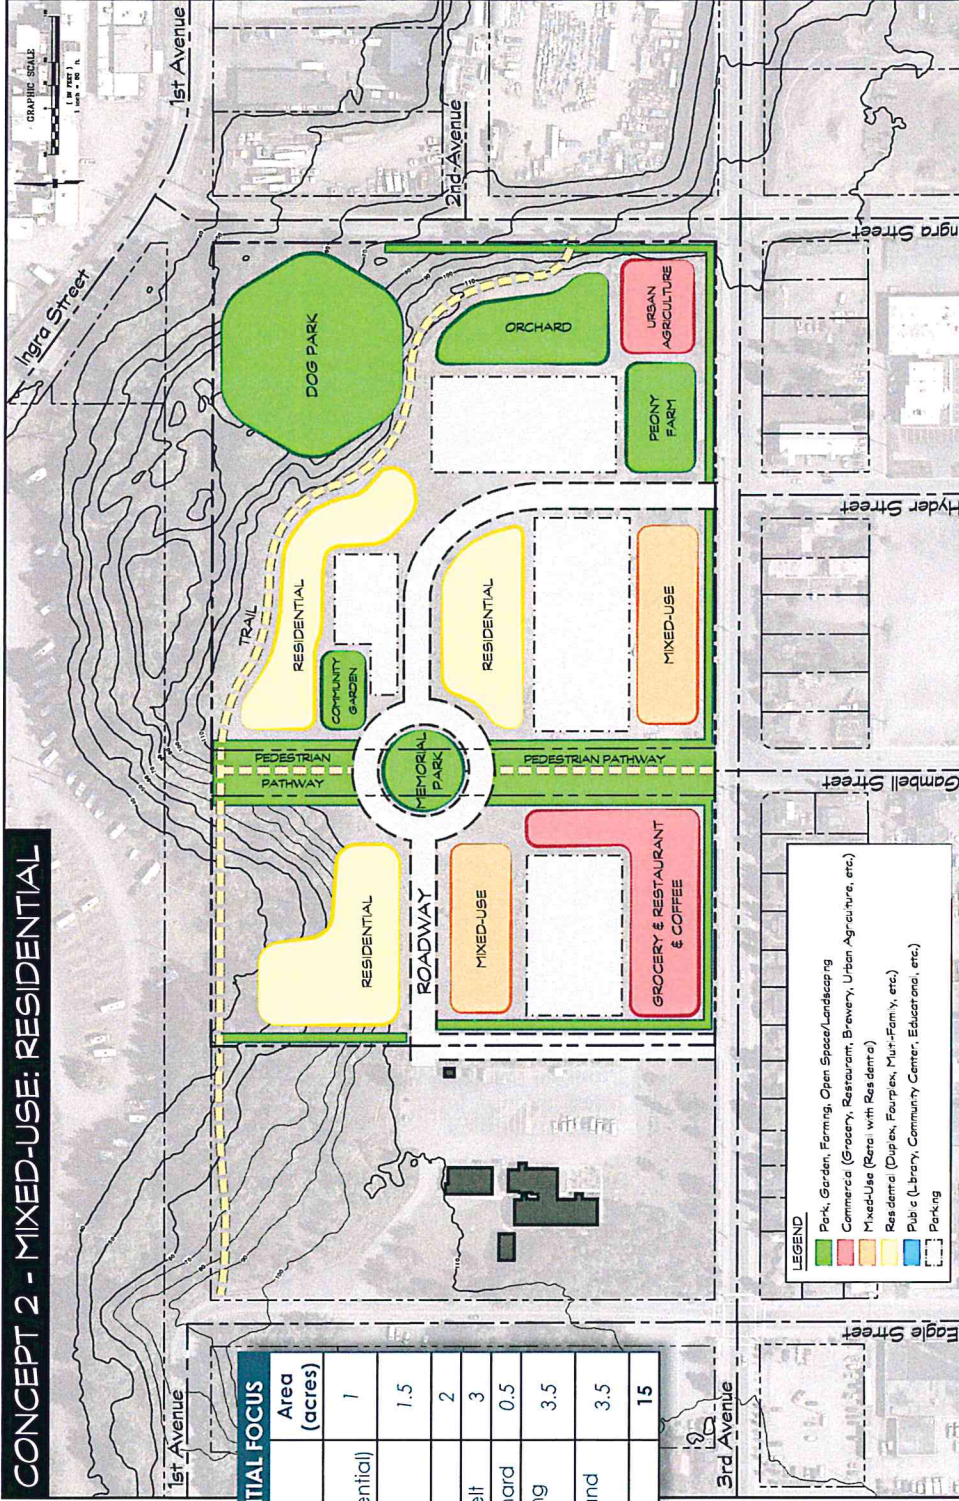 CONCEPT 2 - MIXED-USE: RESIDENTIAL
GRAPHIC SCALE
( IN FEET )
1st Avenue
Ingra Street
1st Avenue
2nd Avenue
DOG PARK
TRAIL
RESIDENTIAL
COMMUNITY
GARDEN
ORCHARD
URBAN
AGRICULTURE
PEONY
FARM
RESIDENTIAL
MIXED-USE
PEDESTRIAN
PATHWAY
MEMORIAL
PARK
PEDESTRIAN PATHWAY
RESIDENTIAL
ROADWAY
MIXED-USE
GROCERY & RESTAURANT
& COFFEE
3rd Avenue
Eagle Street
Gambell Street
Hyder Street
Ingra Street
TIAL FOCUS
Area
(acres)
ential) 1
1.5
2
elt 3
hard 0.5
ng 3.5
and 3.5
15
LEGEND
Park, Garden, Farming, Open Space/Landscaping
Commercial (Grocery, Restaurant, Brewery, Urban Agriculture, etc.)
Mixed-Use (Retail with Residential)
Residential (Duplex, Fourplex, Multi-Family, etc.)
Public (Library, Community Center, Educational, etc.)
Parking